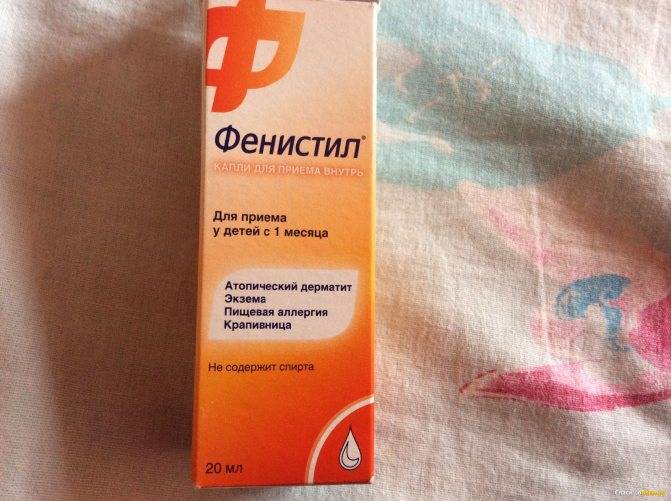 Фенистил®
КАПЛИ ДЛЯ ПРИЕМА ВНУТРЬ
Для приема
у детей с 1 месяца
Атопический дерматит
Экзема
Пищевая аллергия
Крапивница
Не содержит спирта
20 мл